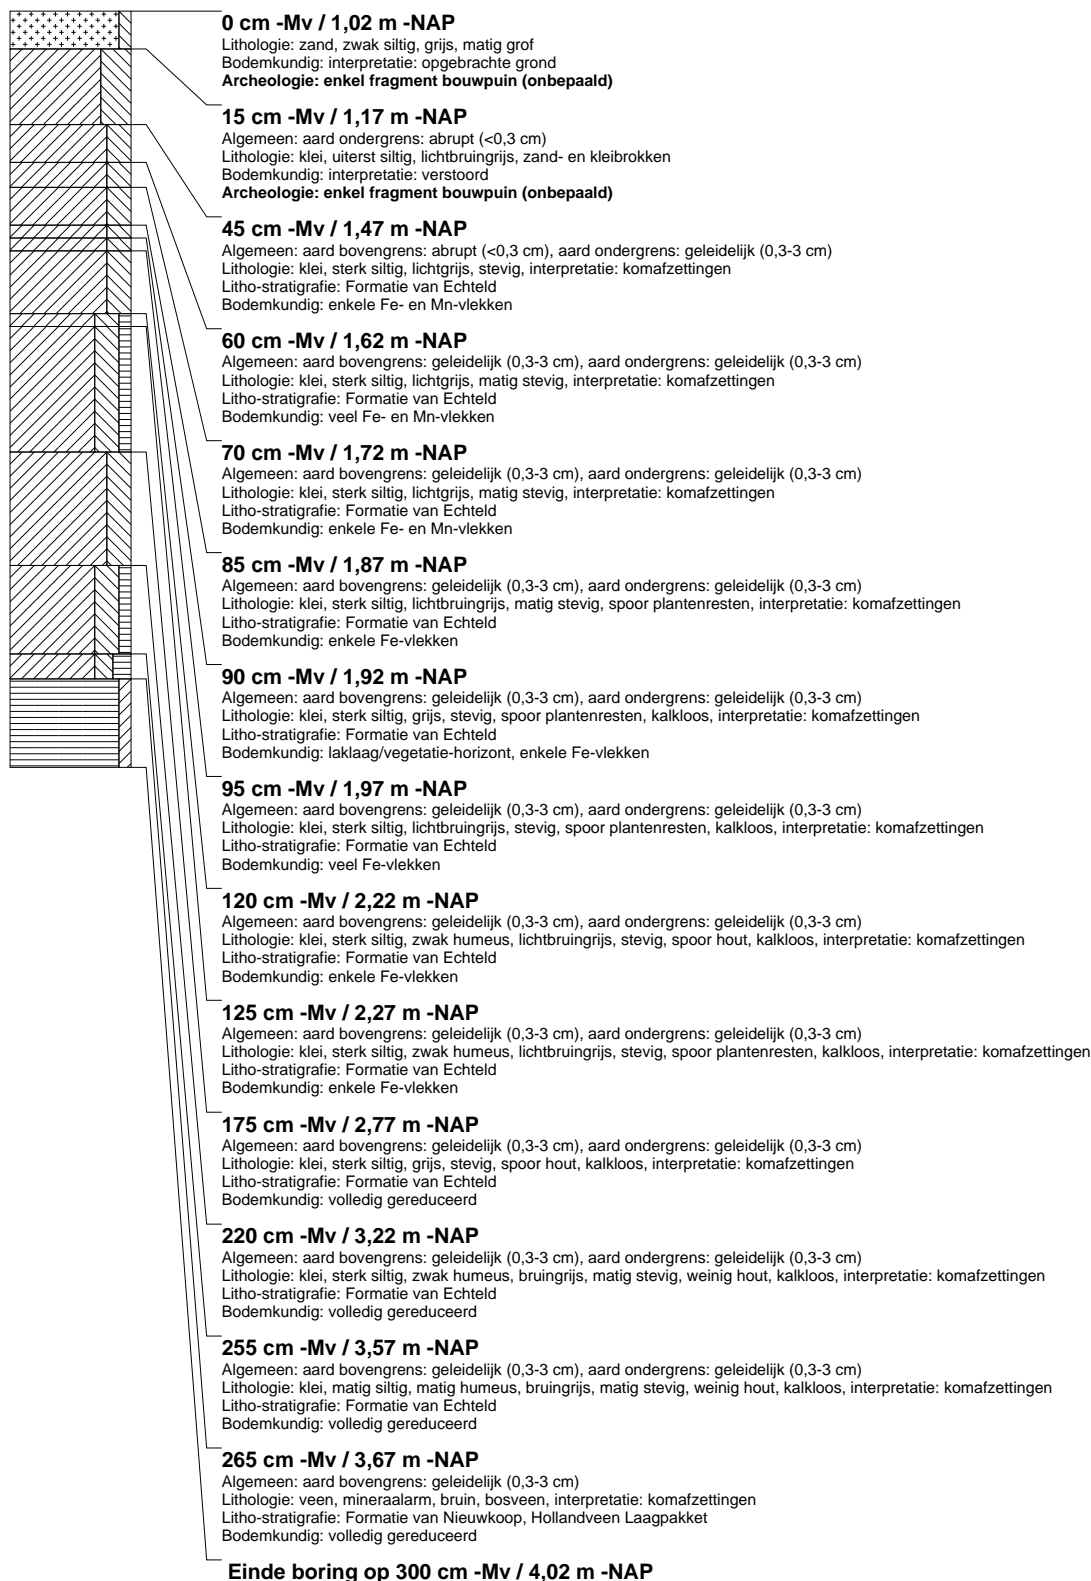 0 cm -Mv / 1,02 m -NAP
Lithologie: zand, zwak siltig, grijs, matig grof
Bodemkundig: interpretatie: opgebrachte grond
Archeologie: enkel fragment bouwpuin (onbepaald)
15 cm -Mv / 1,17 m -NAP
Algemeen: aard ondergrens: abrupt (<0,3 cm)
Lithologie: klei, uiterst siltig, lichtbruingrijs, zand- en kleibrokken
Bodemkundig: interpretatie: verstoord
Archeologie: enkel fragment bouwpuin (onbepaald)
45 cm -Mv / 1,47 m -NAP
Algemeen: aard bovengrens: abrupt (<0,3 cm), aard ondergrens: geleidelijk (0,3-3 cm)
Lithologie: klei, sterk siltig, lichtgrijs, stevig, interpretatie: komafzettingen
Litho-stratigrafie: Formatie van Echteld
Bodemkundig: enkele Fe- en Mn-vlekken
60 cm -Mv / 1,62 m -NAP
Algemeen: aard bovengrens: geleidelijk (0,3-3 cm), aard ondergrens: geleidelijk (0,3-3 cm)
Lithologie: klei, sterk siltig, lichtgrijs, matig stevig, interpretatie: komafzettingen
Litho-stratigrafie: Formatie van Echteld
Bodemkundig: veel Fe- en Mn-vlekken
70 cm -Mv / 1,72 m -NAP
Algemeen: aard bovengrens: geleidelijk (0,3-3 cm), aard ondergrens: geleidelijk (0,3-3 cm)
Lithologie: klei, sterk siltig, lichtgrijs, matig stevig, interpretatie: komafzettingen
Litho-stratigrafie: Formatie van Echteld
Bodemkundig: enkele Fe- en Mn-vlekken
85 cm -Mv / 1,87 m -NAP
Algemeen: aard bovengrens: geleidelijk (0,3-3 cm), aard ondergrens: geleidelijk (0,3-3 cm)
Lithologie: klei, sterk siltig, lichtbruingrijs, matig stevig, spoor plantenresten, interpretatie: komafzettingen
Litho-stratigrafie: Formatie van Echteld
Bodemkundig: enkele Fe-vlekken
90 cm -Mv / 1,92 m -NAP
Algemeen: aard bovengrens: geleidelijk (0,3-3 cm), aard ondergrens: geleidelijk (0,3-3 cm)
Lithologie: klei, sterk siltig, grijs, stevig, spoor plantenresten, kalkloos, interpretatie: komafzettingen
Litho-stratigrafie: Formatie van Echteld
Bodemkundig: laklaag/vegetatie-horizont, enkele Fe-vlekken
95 cm -Mv / 1,97 m -NAP
Algemeen: aard bovengrens: geleidelijk (0,3-3 cm), aard ondergrens: geleidelijk (0,3-3 cm)
Lithologie: klei, sterk siltig, lichtbruingrijs, stevig, spoor plantenresten, kalkloos, interpretatie: komafzettingen
Litho-stratigrafie: Formatie van Echteld
Bodemkundig: veel Fe-vlekken
120 cm -Mv / 2,22 m -NAP
Algemeen: aard bovengrens: geleidelijk (0,3-3 cm), aard ondergrens: geleidelijk (0,3-3 cm)
Lithologie: klei, sterk siltig, zwak humeus, lichtbruingrijs, stevig, spoor hout, kalkloos, interpretatie: komafzettingen
Litho-stratigrafie: Formatie van Echteld
Bodemkundig: enkele Fe-vlekken
125 cm -Mv / 2,27 m -NAP
Algemeen: aard bovengrens: geleidelijk (0,3-3 cm), aard ondergrens: geleidelijk (0,3-3 cm)
Lithologie: klei, sterk siltig, zwak humeus, lichtbruingrijs, stevig, spoor plantenresten, kalkloos, interpretatie: komafzettingen
Litho-stratigrafie: Formatie van Echteld
Bodemkundig: enkele Fe-vlekken
175 cm -Mv / 2,77 m -NAP
Algemeen: aard bovengrens: geleidelijk (0,3-3 cm), aard ondergrens: geleidelijk (0,3-3 cm)
Lithologie: klei, sterk siltig, grijs, stevig, spoor hout, kalkloos, interpretatie: komafzettingen
Litho-stratigrafie: Formatie van Echteld
Bodemkundig: volledig gereduceerd
220 cm -Mv / 3,22 m -NAP
Algemeen: aard bovengrens: geleidelijk (0,3-3 cm), aard ondergrens: geleidelijk (0,3-3 cm)
Lithologie: klei, sterk siltig, zwak humeus, bruingrijs, matig stevig, weinig hout, kalkloos, interpretatie: komafzettingen
Litho-stratigrafie: Formatie van Echteld
Bodemkundig: volledig gereduceerd
255 cm -Mv / 3,57 m -NAP
Algemeen: aard bovengrens: geleidelijk (0,3-3 cm), aard ondergrens: geleidelijk (0,3-3 cm)
Lithologie: klei, matig siltig, matig humeus, bruingrijs, matig stevig, weinig hout, kalkloos, interpretatie: komafzettingen
Litho-stratigrafie: Formatie van Echteld
Bodemkundig: volledig gereduceerd
265 cm -Mv / 3,67 m -NAP
Algemeen: aard bovengrens: geleidelijk (0,3-3 cm)
Lithologie: veen, mineraalarm, bruin, bosveen, interpretatie: komafzettingen
Litho-stratigrafie: Formatie van Nieuwkoop, Hollandveen Laagpakket
Bodemkundig: volledig gereduceerd
Einde boring op 300 cm -Mv / 4,02 m -NAP